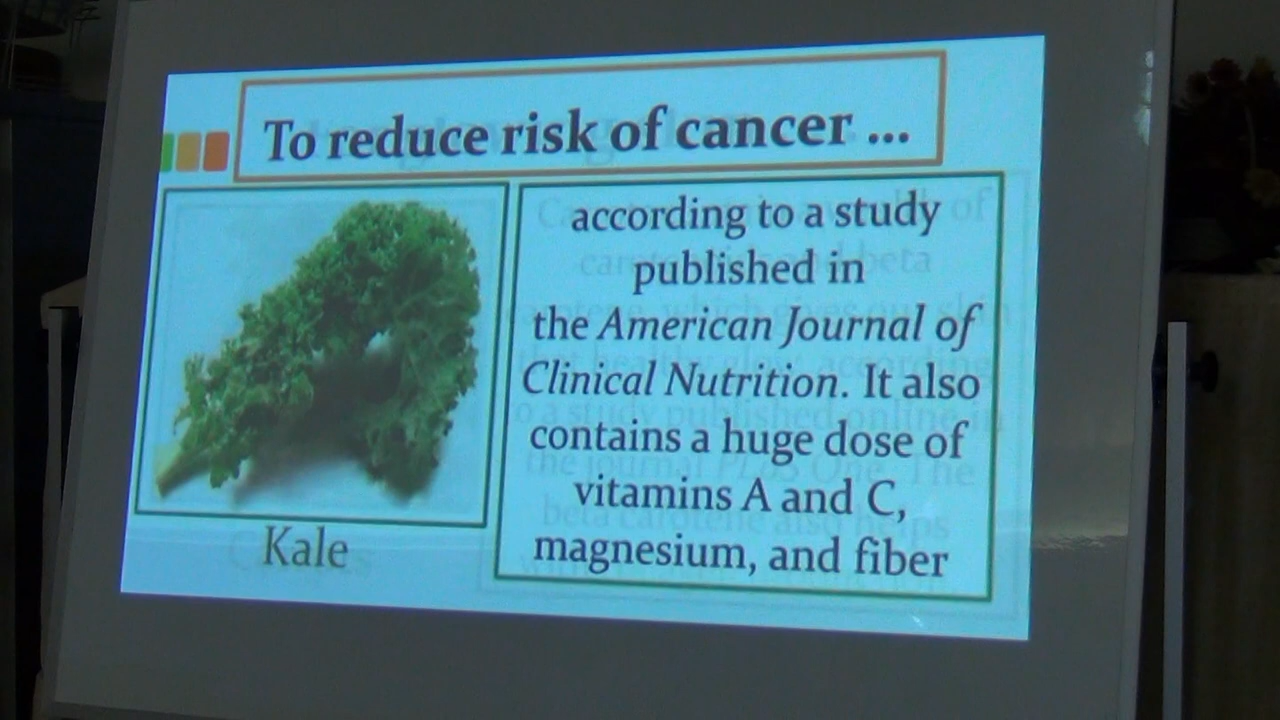 To reduce risk of cancer ...
according to a study
published in
the American Journal of
Clinical Nutrition. It also
contains a huge dose of
vitamins A and C,
magnesium, and fiber
Kale